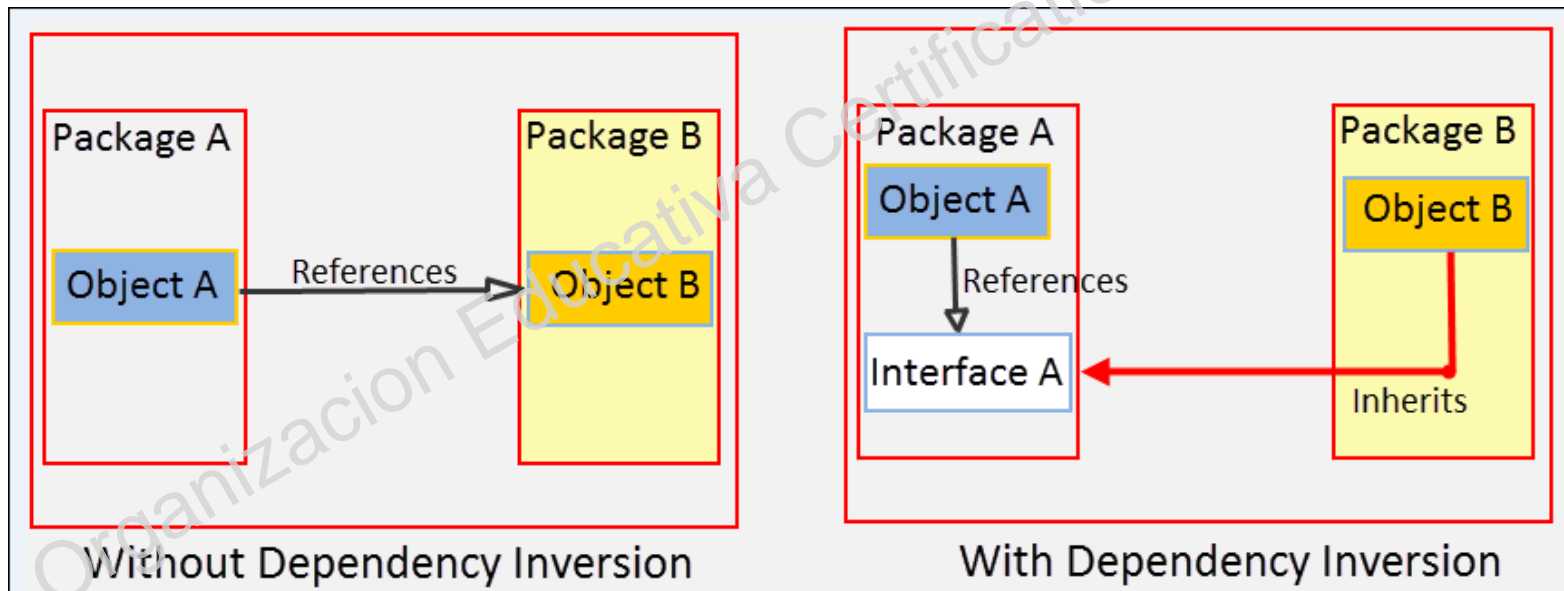 Package A
Object A
References
Package B
Object B
Without Dependency Inversion
Package A
Object A
References
Interface A
Package B
Object B
Inherits
With Dependency Inversion
Organizacion Educativa